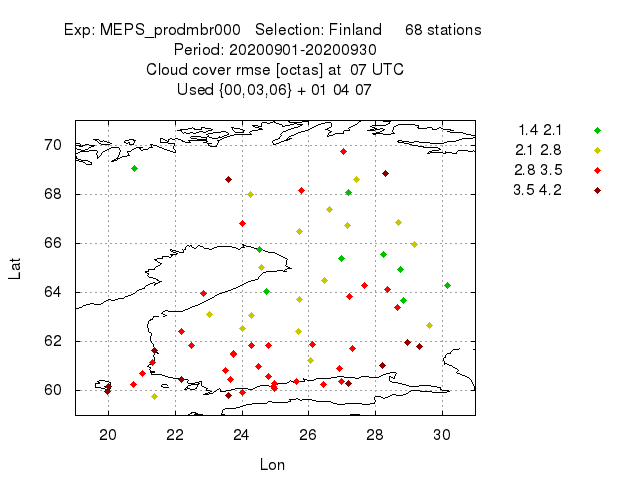 Exp: MEPS_prodmbr000 Selection: Finland 68 stations
Period: 20200901-20200930
Cloud cover rmse [octas] at 07 UTC
Used {00,03,06} + 01 04 07
1.4 2.1
2.1 2.8
2.8 3.5
3.5 4.2
70
68
66
64
62
60
Lat
20 22 24 26 28 30
Lon